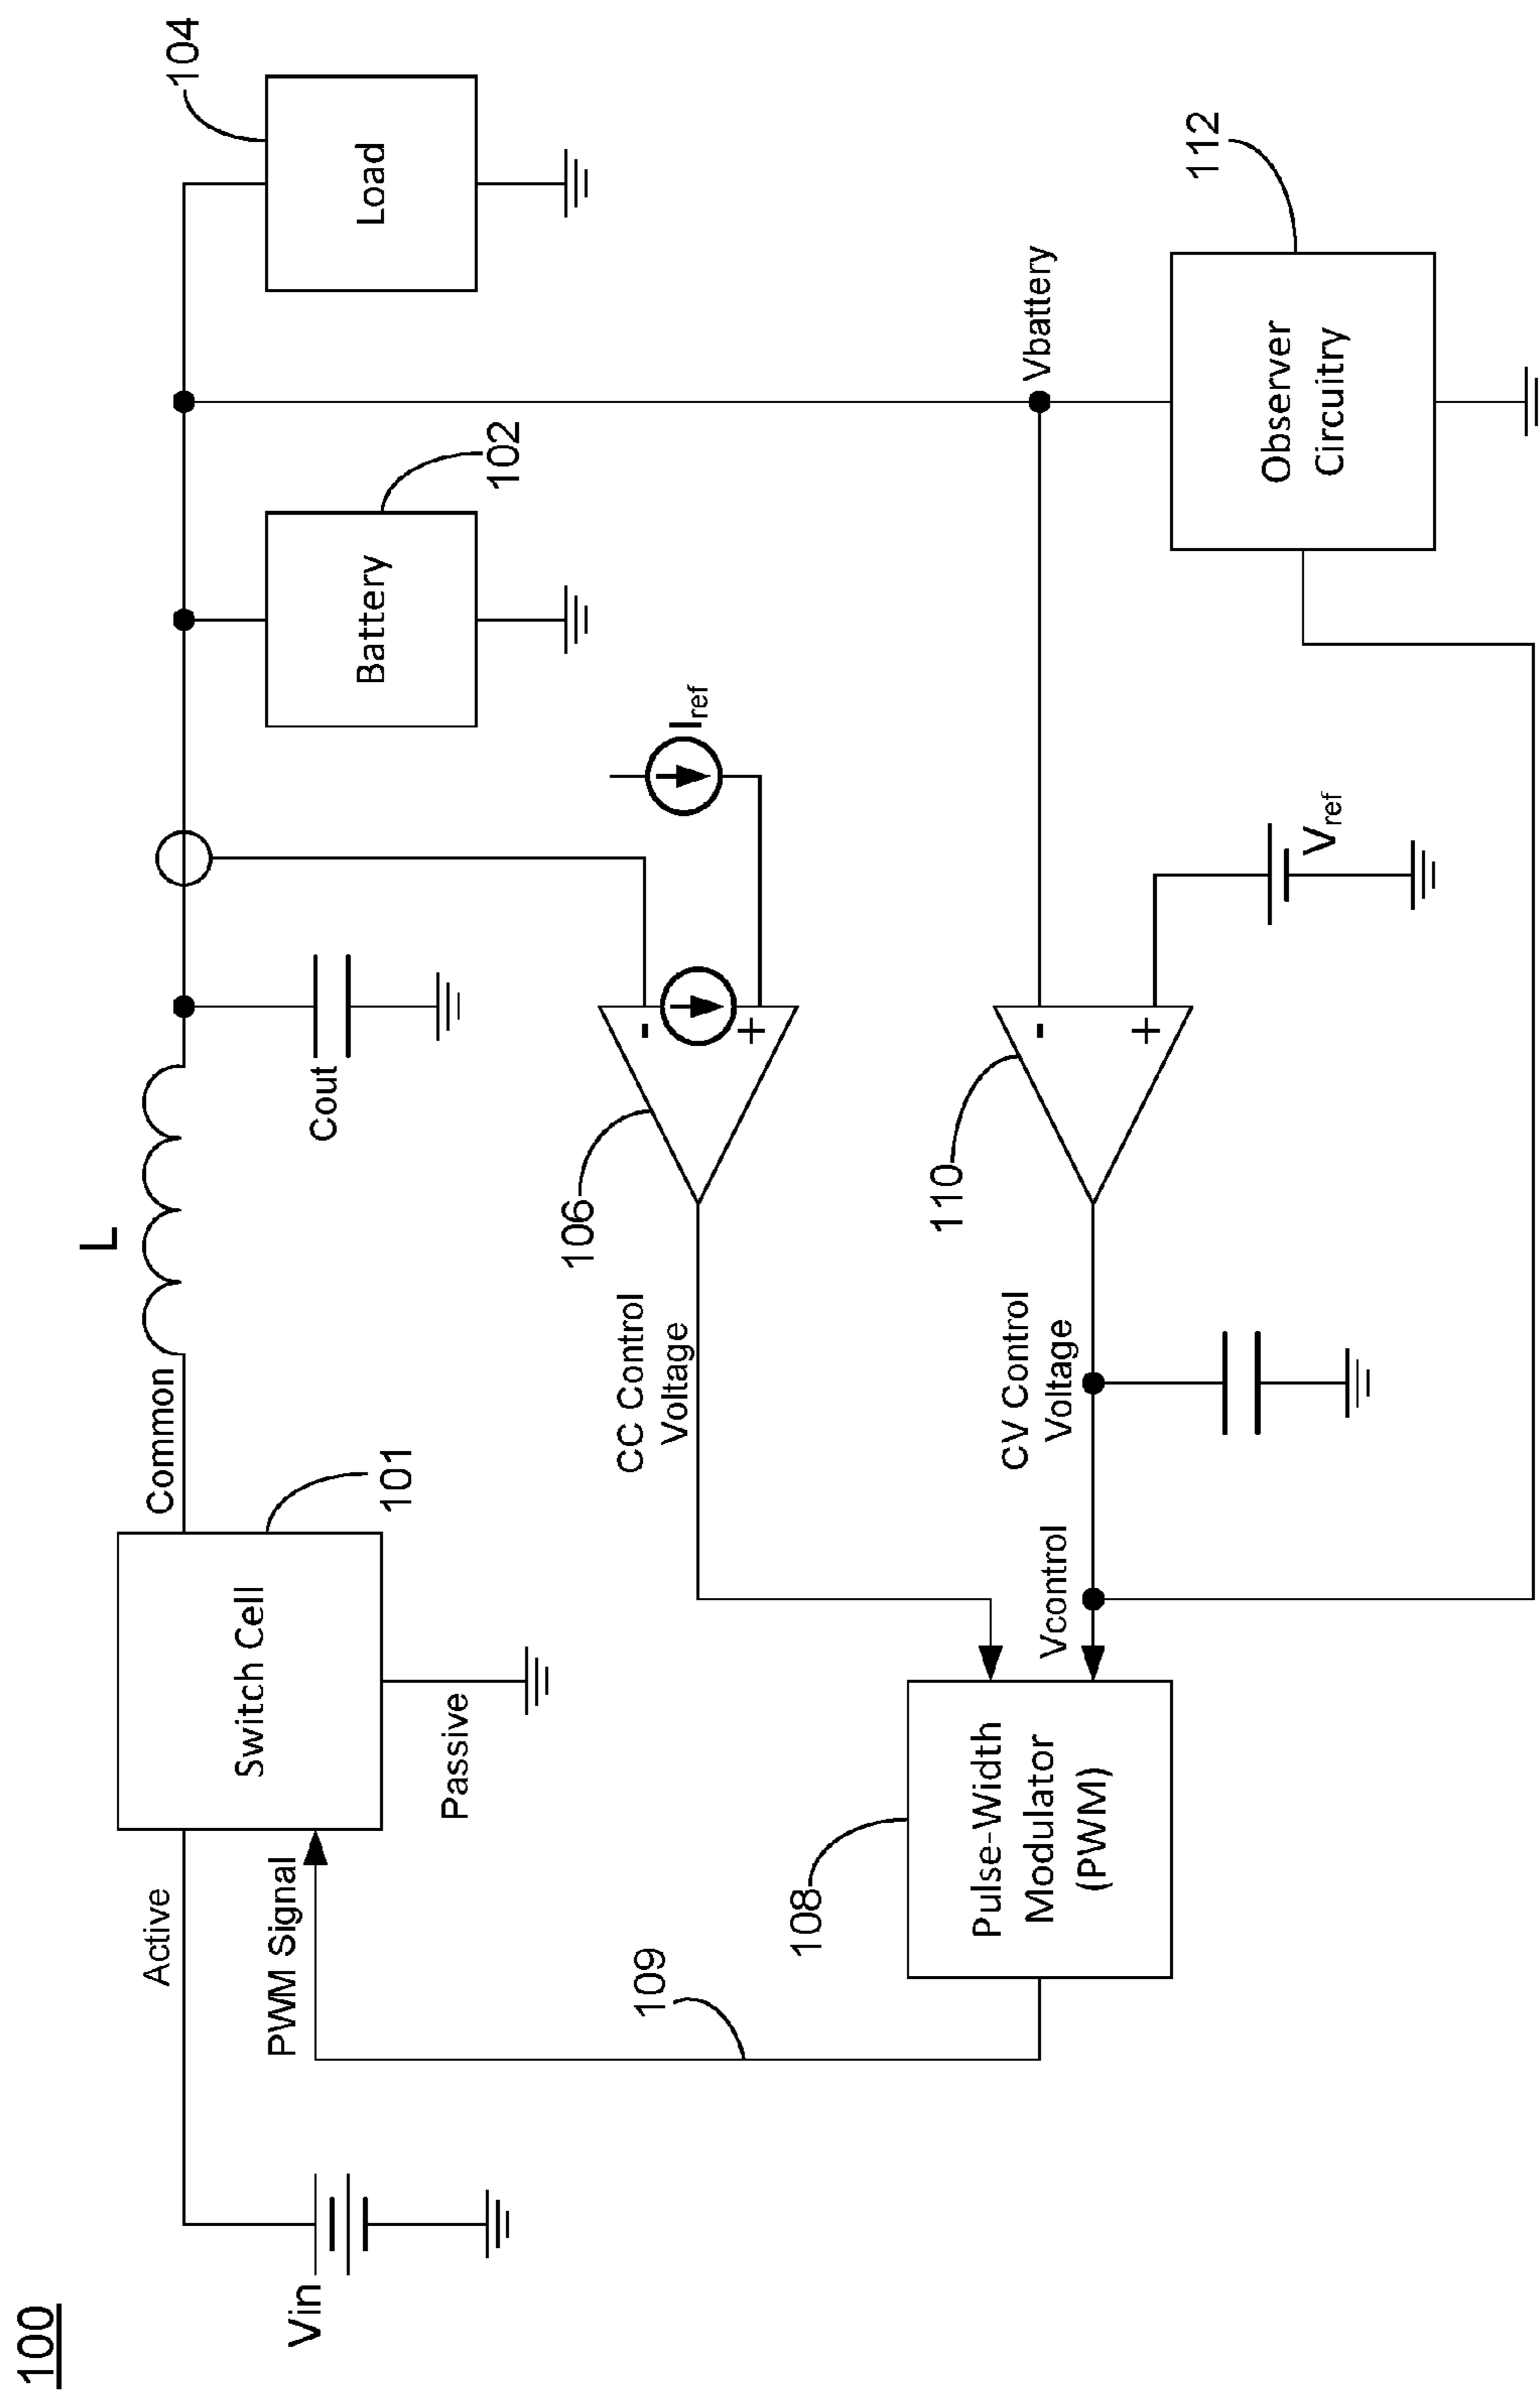 100
Vin
Active
PWM Signal
Switch Cell
101
Passive
Common
L
Cout
Battery
102
Load
104
109
CC Control
Voltage
106
-
+
Iref
108
Pulse-Width
Modulator
(PWM)
Vcontrol
CV Control
Voltage
110
-
+
Vref
Vbattery
Observer
Circuitry
112